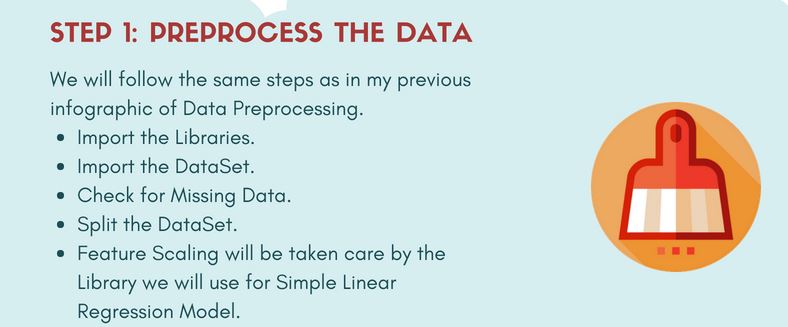 STEP 1: PREPROCESS THE DATA
We will follow the same steps as in my previous
infographic of Data Preprocessing.
• Import the Libraries.
• Import the DataSet.
• Check for Missing Data.
• Split the DataSet.
• Feature Scaling will be taken care by the
Library we will use for Simple Linear
Regression Model.